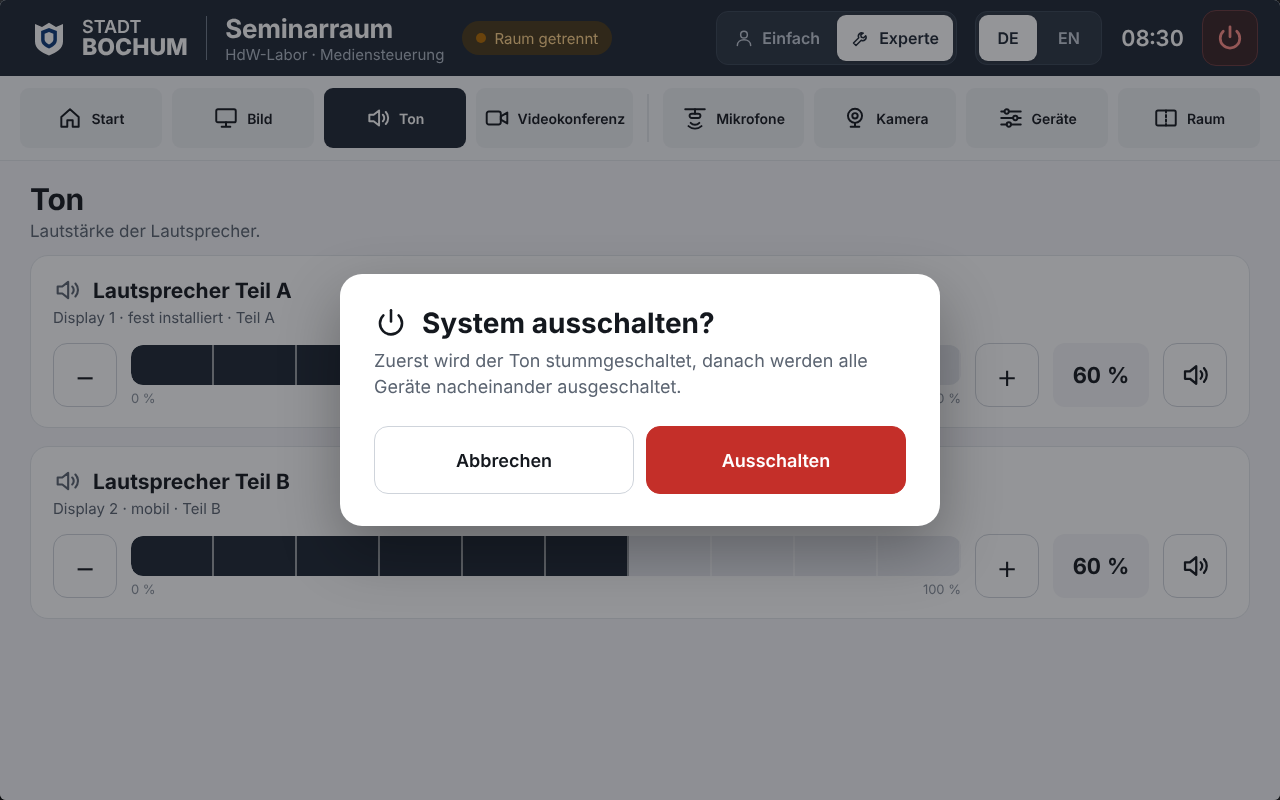 STADT
BOCHUM
Seminarraum
HdW-Labor · Mediensteuerung
Raum getrennt
Einfach
Experte
DE
EN
08:30
Start
Bild
Ton
Videokonferenz
Mikrofone
Kamera
Geräte
Raum
Ton
Lautstärke der Lautsprecher.
Lautsprecher Teil A
Display 1 · fest installiert · Teil A
−
+
60 %
0 %
System ausschalten?
Zuerst wird der Ton stummgeschaltet, danach werden alle
Geräte nacheinander ausgeschaltet.
Abbrechen
Ausschalten
Lautsprecher Teil B
Display 2 · mobil · Teil B
−
+
60 %
0 %
100 %